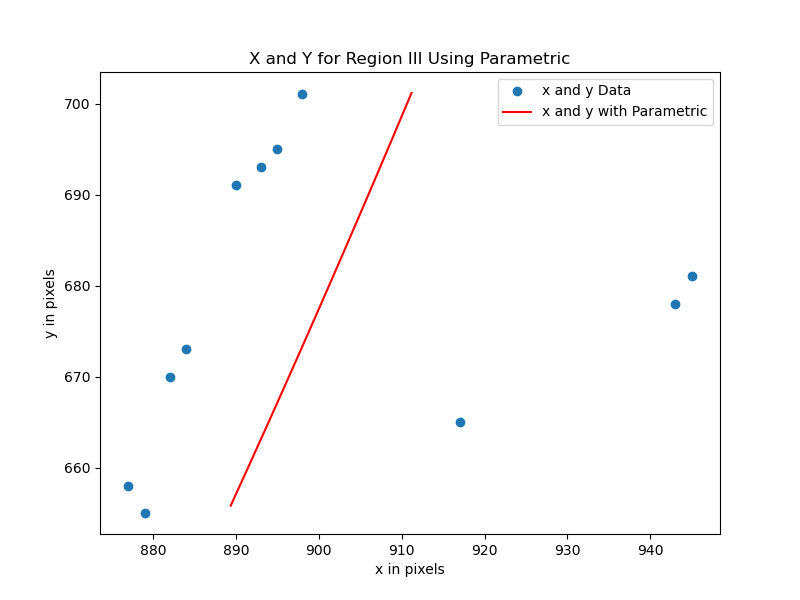 X and Y for Region III Using Parametric
x and y Data
x and y with Parametric
700
690
680
670
660
y in pixels
880 890 900 910 920 930 940
x in pixels